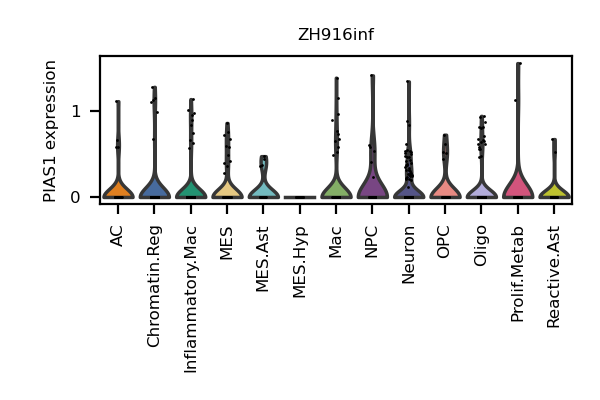 ZH916inf
PIAS1 expression
1
0
AC
Chromatin.Reg
Inflammatory.Mac
MES
MES.Ast
MES.Hyp
Mac
NPC
Neuron
OPC
Oligo
Prolif.Metab
Reactive.Ast